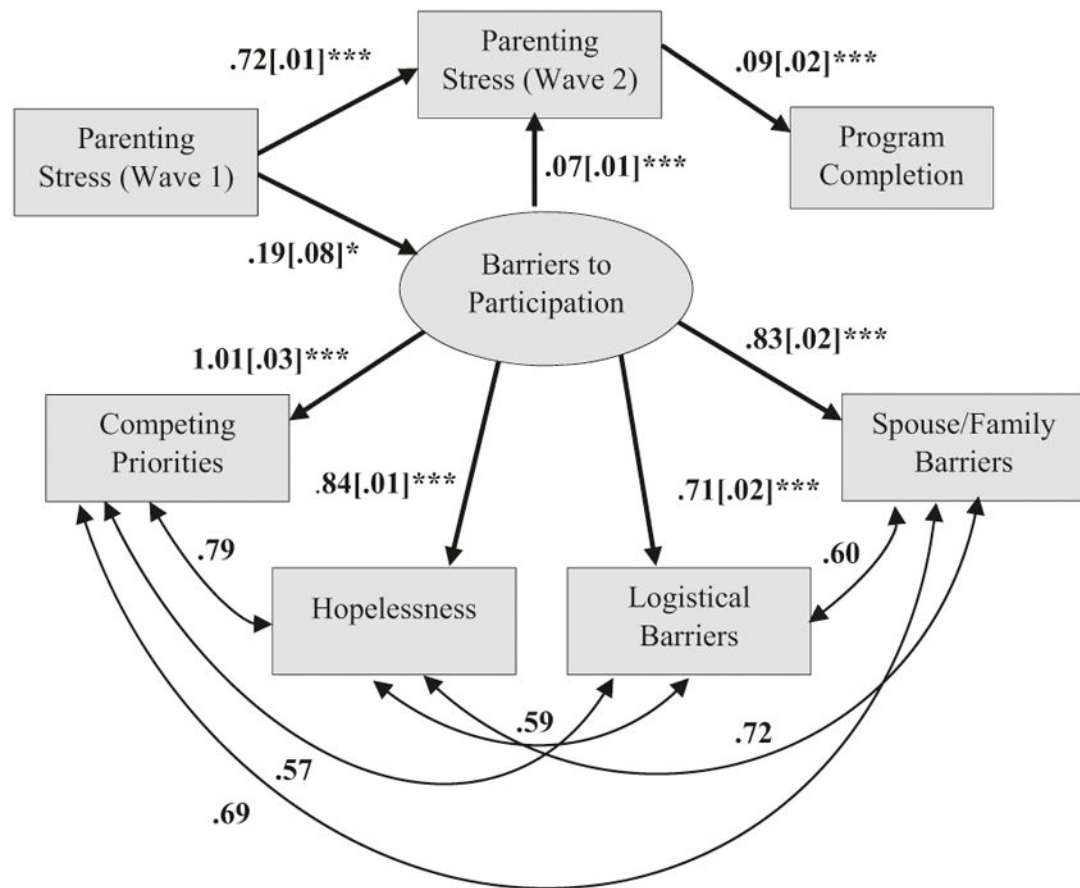 Parenting
Stress (Wave 2)
.72[.01]***
.09[.02]***
Parenting
Stress (Wave 1)
Program
Completion
.07[.01]***
.19[.08]*
Barriers to
Participation
1.01[.03]***
.83[.02]***
Competing
Priorities
Spouse/Family
Barriers
.84[.01]***
.71[.02]***
.79
.60
Hopelessness
Logistical
Barriers
.59
.72
.57
.69